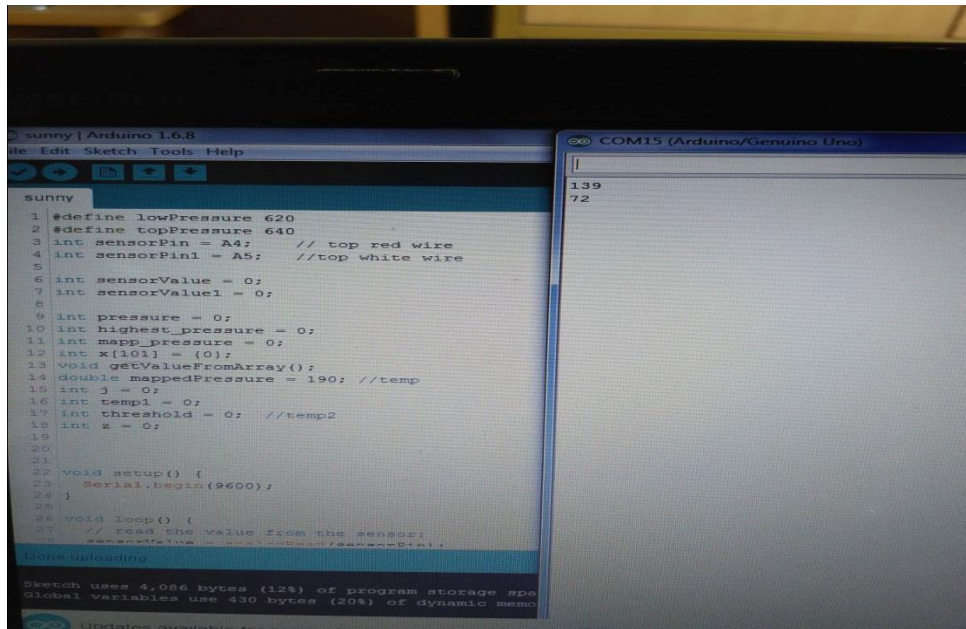 sunny | Arduino 1.6.8
File Edit Sketch Tools Help
sunny
1 #define lowPressure 620
2 #define topPressure 640
3 int sensorPin = A4; // top red wire
4 int sensorPin1 = A5; //top white wire
5
6 int sensorValue = 0;
7 int sensorValue1 = 0;
8
9 int pressure = 0;
10 int highest_pressure = 0;
11 int mapp_pressure = 0;
12 int x[101] = {0};
13 void getValueFromArray();
14 double mappedPressure = 190; //temp
15 int j = 0;
16 int temp1 = 0;
17 int threshold = 0; //temp2
18 int z = 0;
19
20
21
22 void setup() {
23 Serial.begin(9600);
24 }
25
26 void loop() {
27 // read the value from the sensor:
sensorValue = analogRead(sensorPin);
Done uploading
Sketch uses 4,086 bytes (12%) of program storage spa
Global variables use 430 bytes (20%) of dynamic memo
Updates available
COM15 (Arduino/Genuino Uno)
139
72